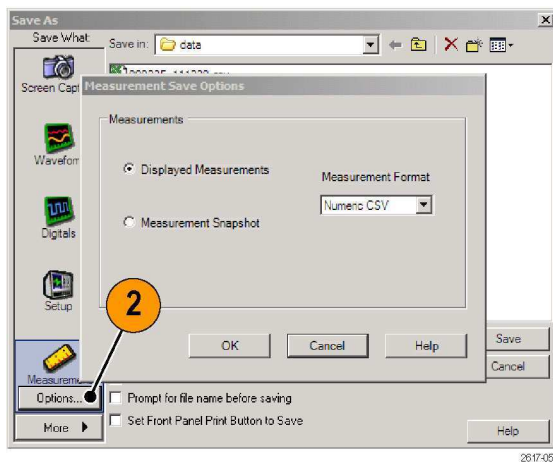 Save As
Save What:
Save in: data
Screen Capt
Measurement Save Options
Measurements
Waveform
Displayed Measurements
Measurement Format
Numeric CSV
Measurement Snapshot
Digitals
Setup
2
OK
Cancel
Help
Save
Cancel
Measureme
Options...
Prompt for file name before saving
Set Front Panel Print Button to Save
More
Help
2617-05